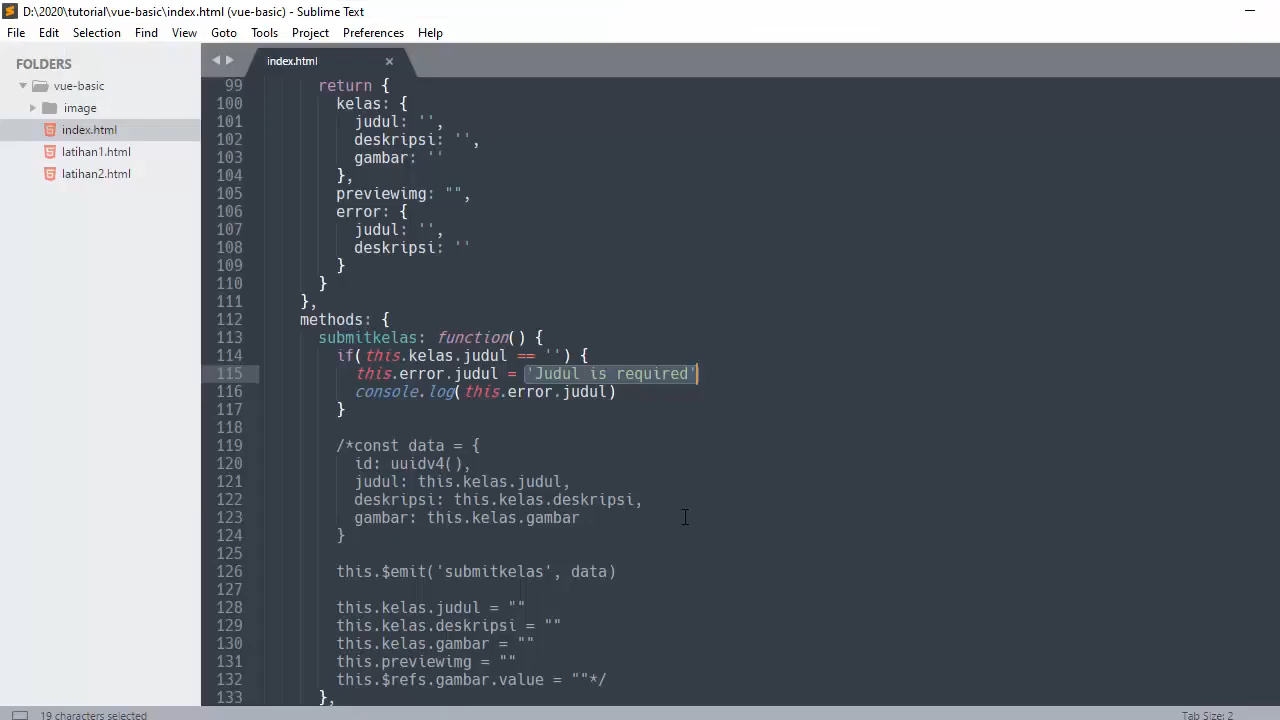 D:\2020\tutorial\vue-basic\index.html (vue-basic) - Sublime Text
File Edit Selection Find View Goto Tools Project Preferences Help
FOLDERS
vue-basic
image
index.html
latihan1.html
latihan2.html
index.html
99 return {
100 kelas: {
101 judul: '',
102 deskripsi: '',
103 gambar: ''
104 },
105 previewimg: "",
106 error: {
107 judul: '',
108 deskripsi: ''
109 }
110 }
111 },
112 methods: {
113 submitkelas: function() {
114 if(this.kelas.judul == '') {
115 this.error.judul = 'Judul is required'
116 console.log(this.error.judul)
117 }
118
119 /*const data = {
120 id: uuidv4(),
121 judul: this.kelas.judul,
122 deskripsi: this.kelas.deskripsi,
123 gambar: this.kelas.gambar
124 }
125
126 this.$emit('submitkelas', data)
127
128 this.kelas.judul = ""
129 this.kelas.deskripsi = ""
130 this.kelas.gambar = ""
131 this.previewimg = ""
132 this.$refs.gambar.value = ""*/
133 },
19 characters selected
Tab Size: 2